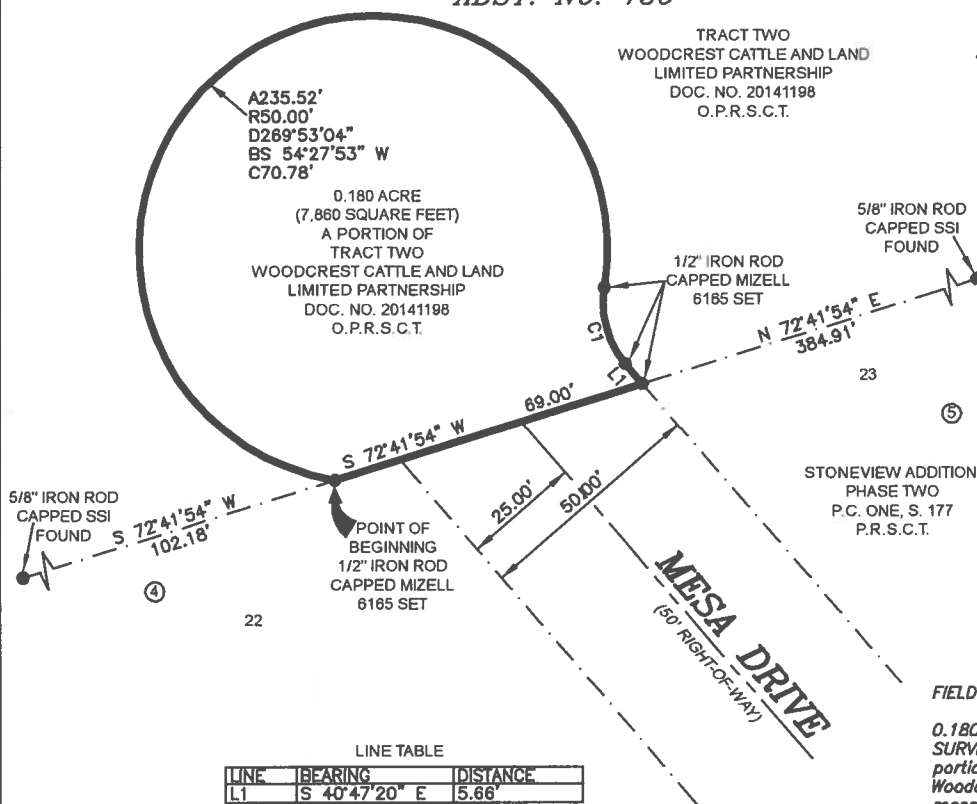 TRACT TWO
WOODCREST CATTLE AND LAND
LIMITED PARTNERSHIP
DOC. NO. 20141198
O.P.R.S.C.T.
A235.52'
R50.00'
D269°53'04"
BS 54°27'53" W
C70.78'
0.180 ACRE
(7,860 SQUARE FEET)
A PORTION OF
TRACT TWO
WOODCREST CATTLE AND LAND
LIMITED PARTNERSHIP
DOC. NO. 20141198
O.P.R.S.C.T.
5/8" IRON ROD
CAPPED SSI
FOUND
1/2" IRON ROD
CAPPED MIZELL
6165 SET
C1
L1
N 72°41'54" E
384.91'
23
5
69.00'
S 72°41'54" W
STONEVIEW ADDITION
PHASE TWO
P.C. ONE, S. 177
P.R.S.C.T.
5/8" IRON ROD
CAPPED SSI
FOUND
S 72°41'54" W
102.18'
4
22
POINT OF
BEGINNING
1/2" IRON ROD
CAPPED MIZELL
6165 SET
25.00'
50.00'
MESA DRIVE
(50' RIGHT-OF-WAY)
LINE TABLE
LINE BEARING DISTANCE
L1 S 40°47'20" E 5.66'
FIELD
0.180
SURV
portio